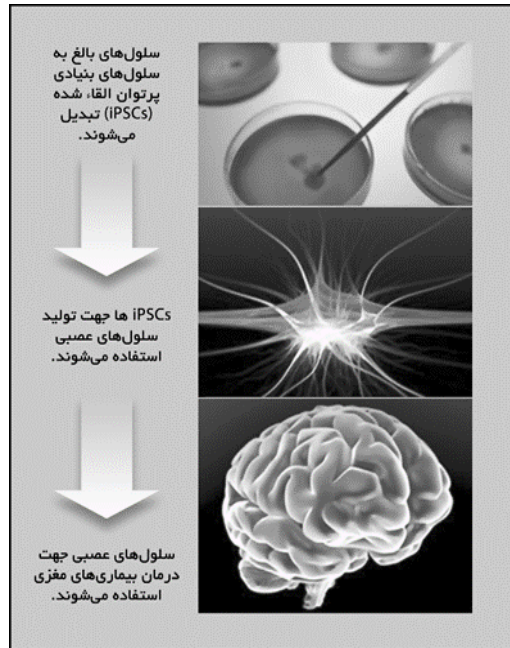 سلول‌های بالغ به
سلول‌های بنیادی
پرتوان القاء شده
(iPSCs) تبدیل
می‌شوند.
iPSCs ها جهت تولید
سلول‌های عصبی
استفاده می‌شوند.
سلول‌های عصبی جهت
درمان بیماری‌های مغزی
استفاده می‌شوند.